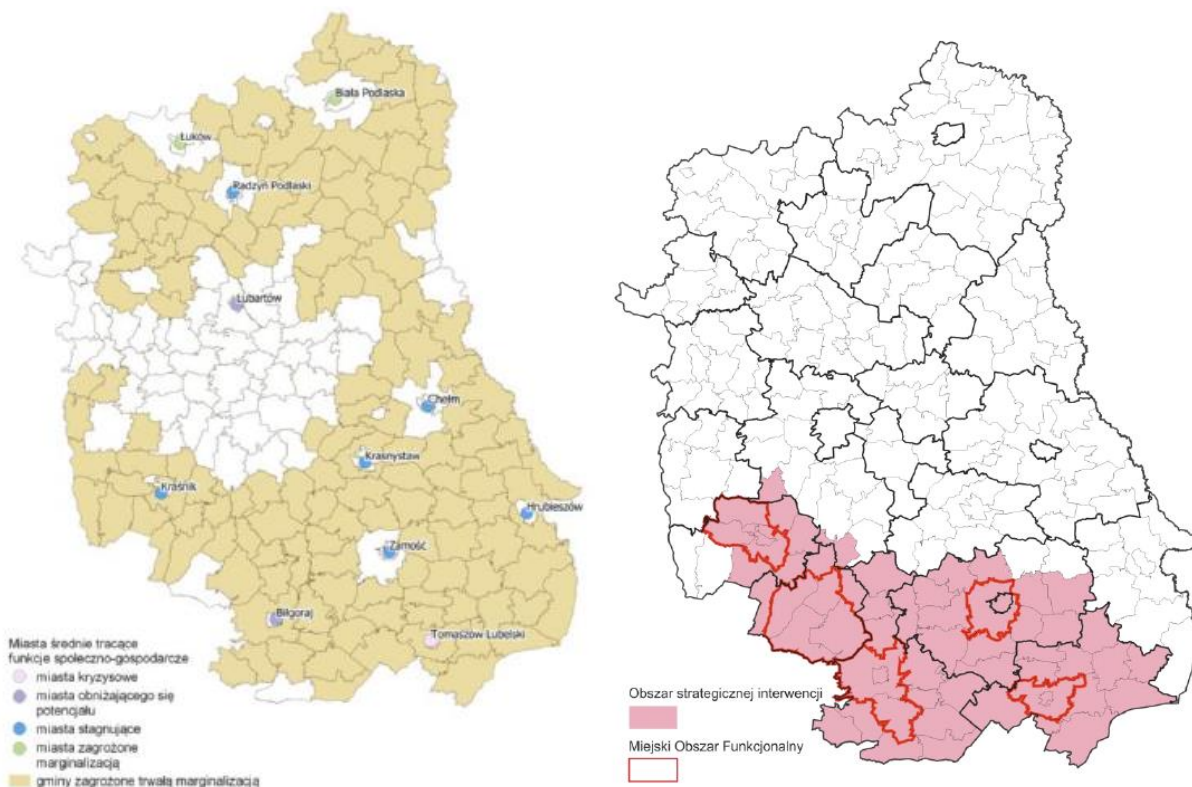 Biała Podlaska
Łuków
Radzyń Podlaski
Lubartów
Chełm
Krasnystaw
Kraśnik
Hrubieszów
Zamość
Biłgoraj
Tomaszów Lubelski
Miasta średnie tracące
funkcje społeczno-gospodarcze
miasta kryzysowe
miasta obniżającego się
potencjału
miasta stagnujące
miasta zagrożone
marginalizacją
gminy zagrożone trwałą marginalizacją
Obszar strategicznej interwencji
Miejski Obszar Funkcjonalny